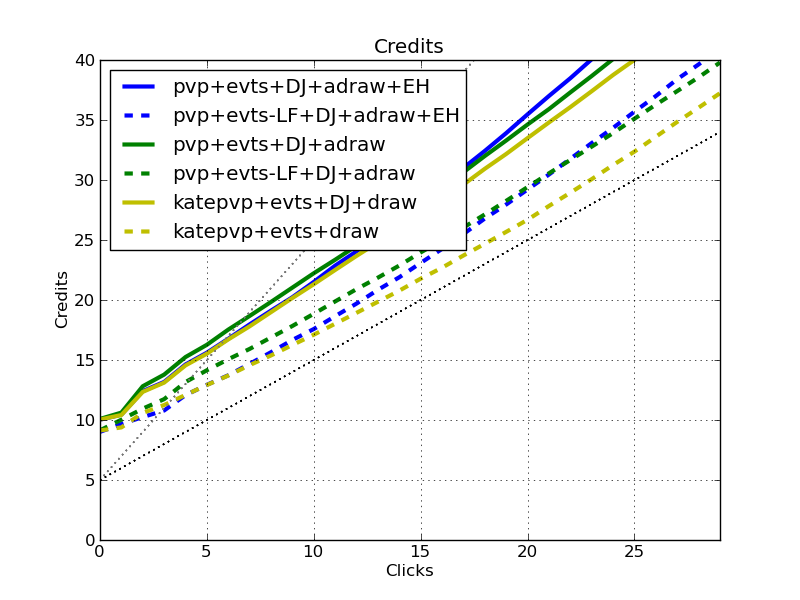 Credits
40
35
30
25
20
15
10
5
0
Credits
pvp+evts+DJ+adraw+EH
pvp+evts-LF+DJ+adraw+EH
pvp+evts+DJ+adraw
pvp+evts-LF+DJ+adraw
katepvp+evts+DJ+draw
katepvp+evts+draw
0 5 10 15 20 25
Clicks